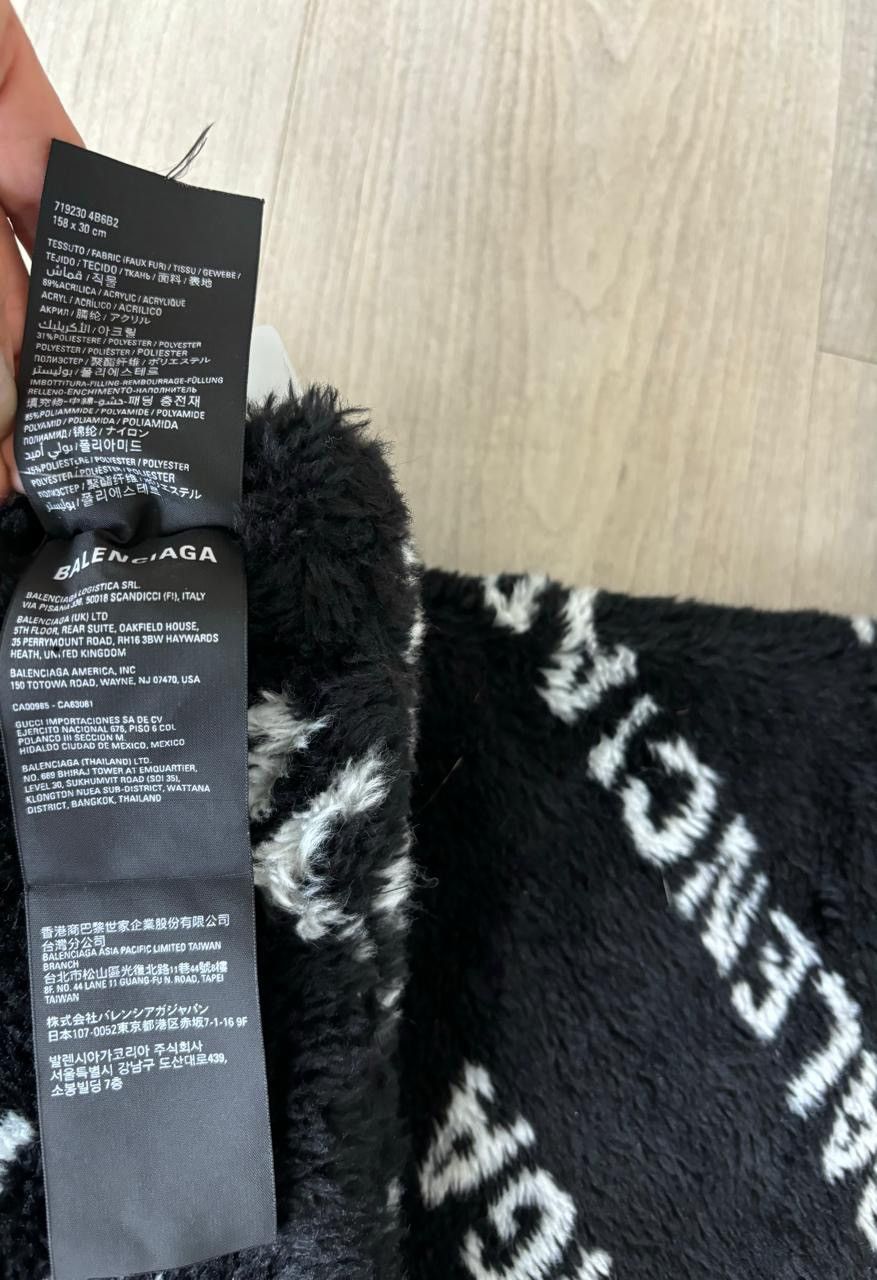 719230 4B6B2
158 x 30 cm
TESSUTO / FABRIC (FAUX FUR) / TISSU / GEWEBE /
TEJIDO / TECIDO / ТКАНЬ / 面料 / 表地
قماش / 직물
89%ACRILICA / ACRYLIC / ACRYLIQUE
ACRYL / ACRÍLICO / ACRILICO
АКРИЛ / 腈纶 / アクリル
الأكريليك / 아크릴
31%POLIESTERE / POLYESTER / POLYESTER
POLYESTER / POLIÉSTER / POLIESTER
ПОЛИЭСТЕР / 聚酯纤维 / ポリエステル
بوليستر / 폴리에스테르
IMBOTTITURA-FILLING-REMBOURRAGE-FÜLLUNG
RELLENO-ENCHIMENTO-НАПОЛНИТЕЛЬ
填充物-中綿-حشو-패딩 충전재
85%POLIAMMIDE / POLYAMIDE / POLYAMIDE
POLYAMID / POLIAMIDA / POLIAMIDA
ПОЛИАМИД / 锦纶 / ナイロン
بولي أميد / 폴리아미드
15%POLIESTERE / POLYESTER / POLYESTER
POLYESTER / POLIÉSTER / POLIESTER
ПОЛИЭСТЕР / 聚酯纤维 / ポリエステル
بوليستر / 폴리에스테르
BALENCIAGA
BALENCIAGA LOGISTICA SRL.
VIA PISANA 338, 50018 SCANDICCI (FI), ITALY
BALENCIAGA (UK) LTD
5TH FLOOR, REAR SUITE, OAKFIELD HOUSE,
35 PERRYMOUNT ROAD, RH16 3BW HAYWARDS
HEATH, UNITED KINGDOM
BALENCIAGA AMERICA, INC
150 TOTOWA ROAD, WAYNE, NJ 07470, USA
CA00985 - CA63081
GUCCI IMPORTACIONES SA DE CV
EJERCITO NACIONAL 676, PISO 6 COL
POLANCO III SECCION M.
HIDALDO CIUDAD DE MEXICO, MEXICO
BALENCIAGA (THAILAND) LTD.
NO. 689 BHIRAJ TOWER AT EMQUARTIER,
LEVEL 30, SUKHUMVIT ROAD (SOI 35),
KLONGTON NUEA SUB-DISTRICT, WATTANA
DISTRICT, BANGKOK, THAILAND
香港商巴黎世家企業股份有限公司
台灣分公司
BALENCIAGA ASIA PACIFIC LIMITED TAIWAN
BRANCH
台北市松山區光復北路11巷44號8樓
8F. NO. 44 LANE 11 GUANG-FU N. ROAD, TAPEI
TAIWAN
株式会社バレンシアガジャパン
日本107-0052東京都港区赤坂7-1-16 9F
발렌시아가코리아 주식회사
서울특별시 강남구 도산대로439,
소봉빌딩 7층
BALENCIAGA
GA